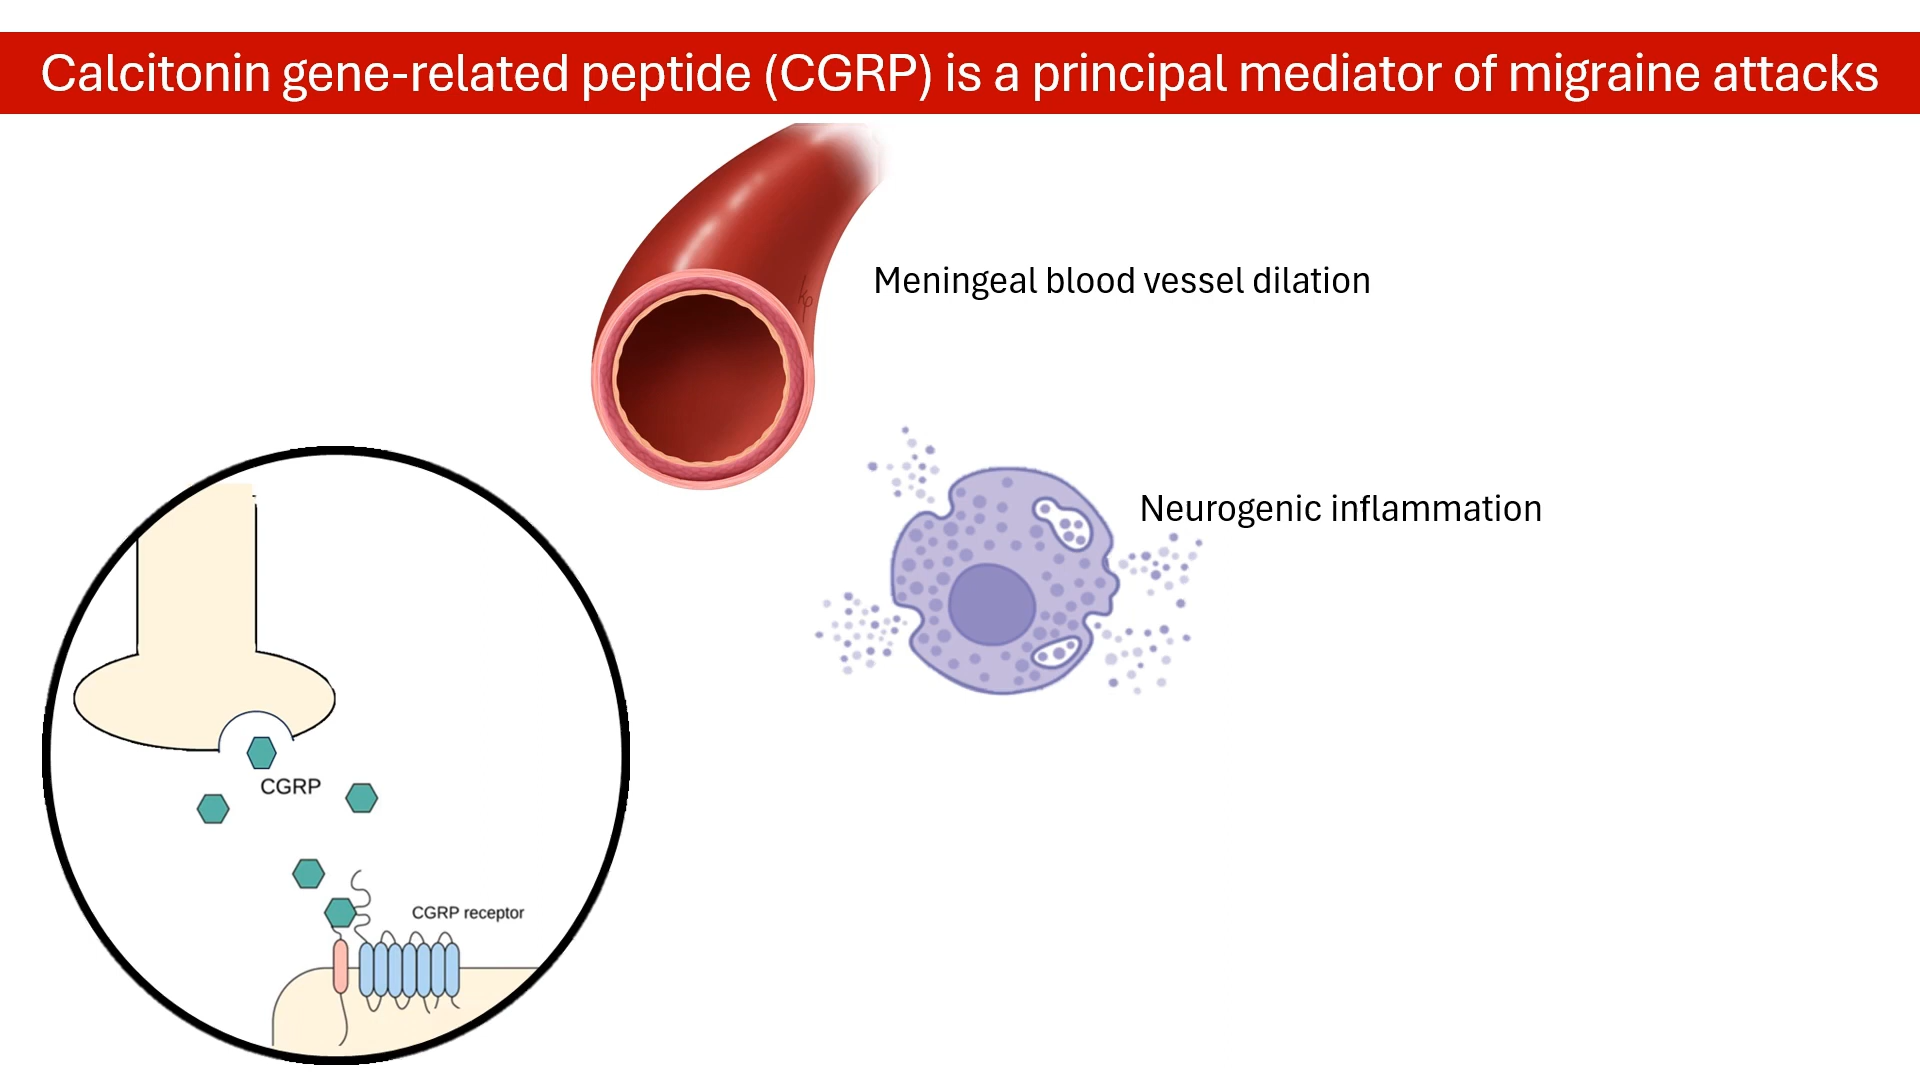 Calcitonin gene-related peptide (CGRP) is a principal mediator of migraine attacks
Meningeal blood vessel dilation
Neurogenic inflammation
CGRP
CGRP receptor